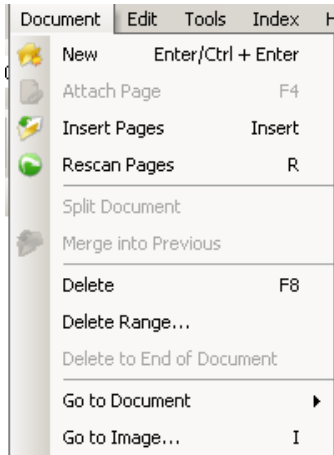 Document Edit Tools Index
New Enter/Ctrl + Enter
Attach Page F4
Insert Pages Insert
Rescan Pages R
Split Document
Merge into Previous
Delete F8
Delete Range...
Delete to End of Document
Go to Document
Go to Image... I